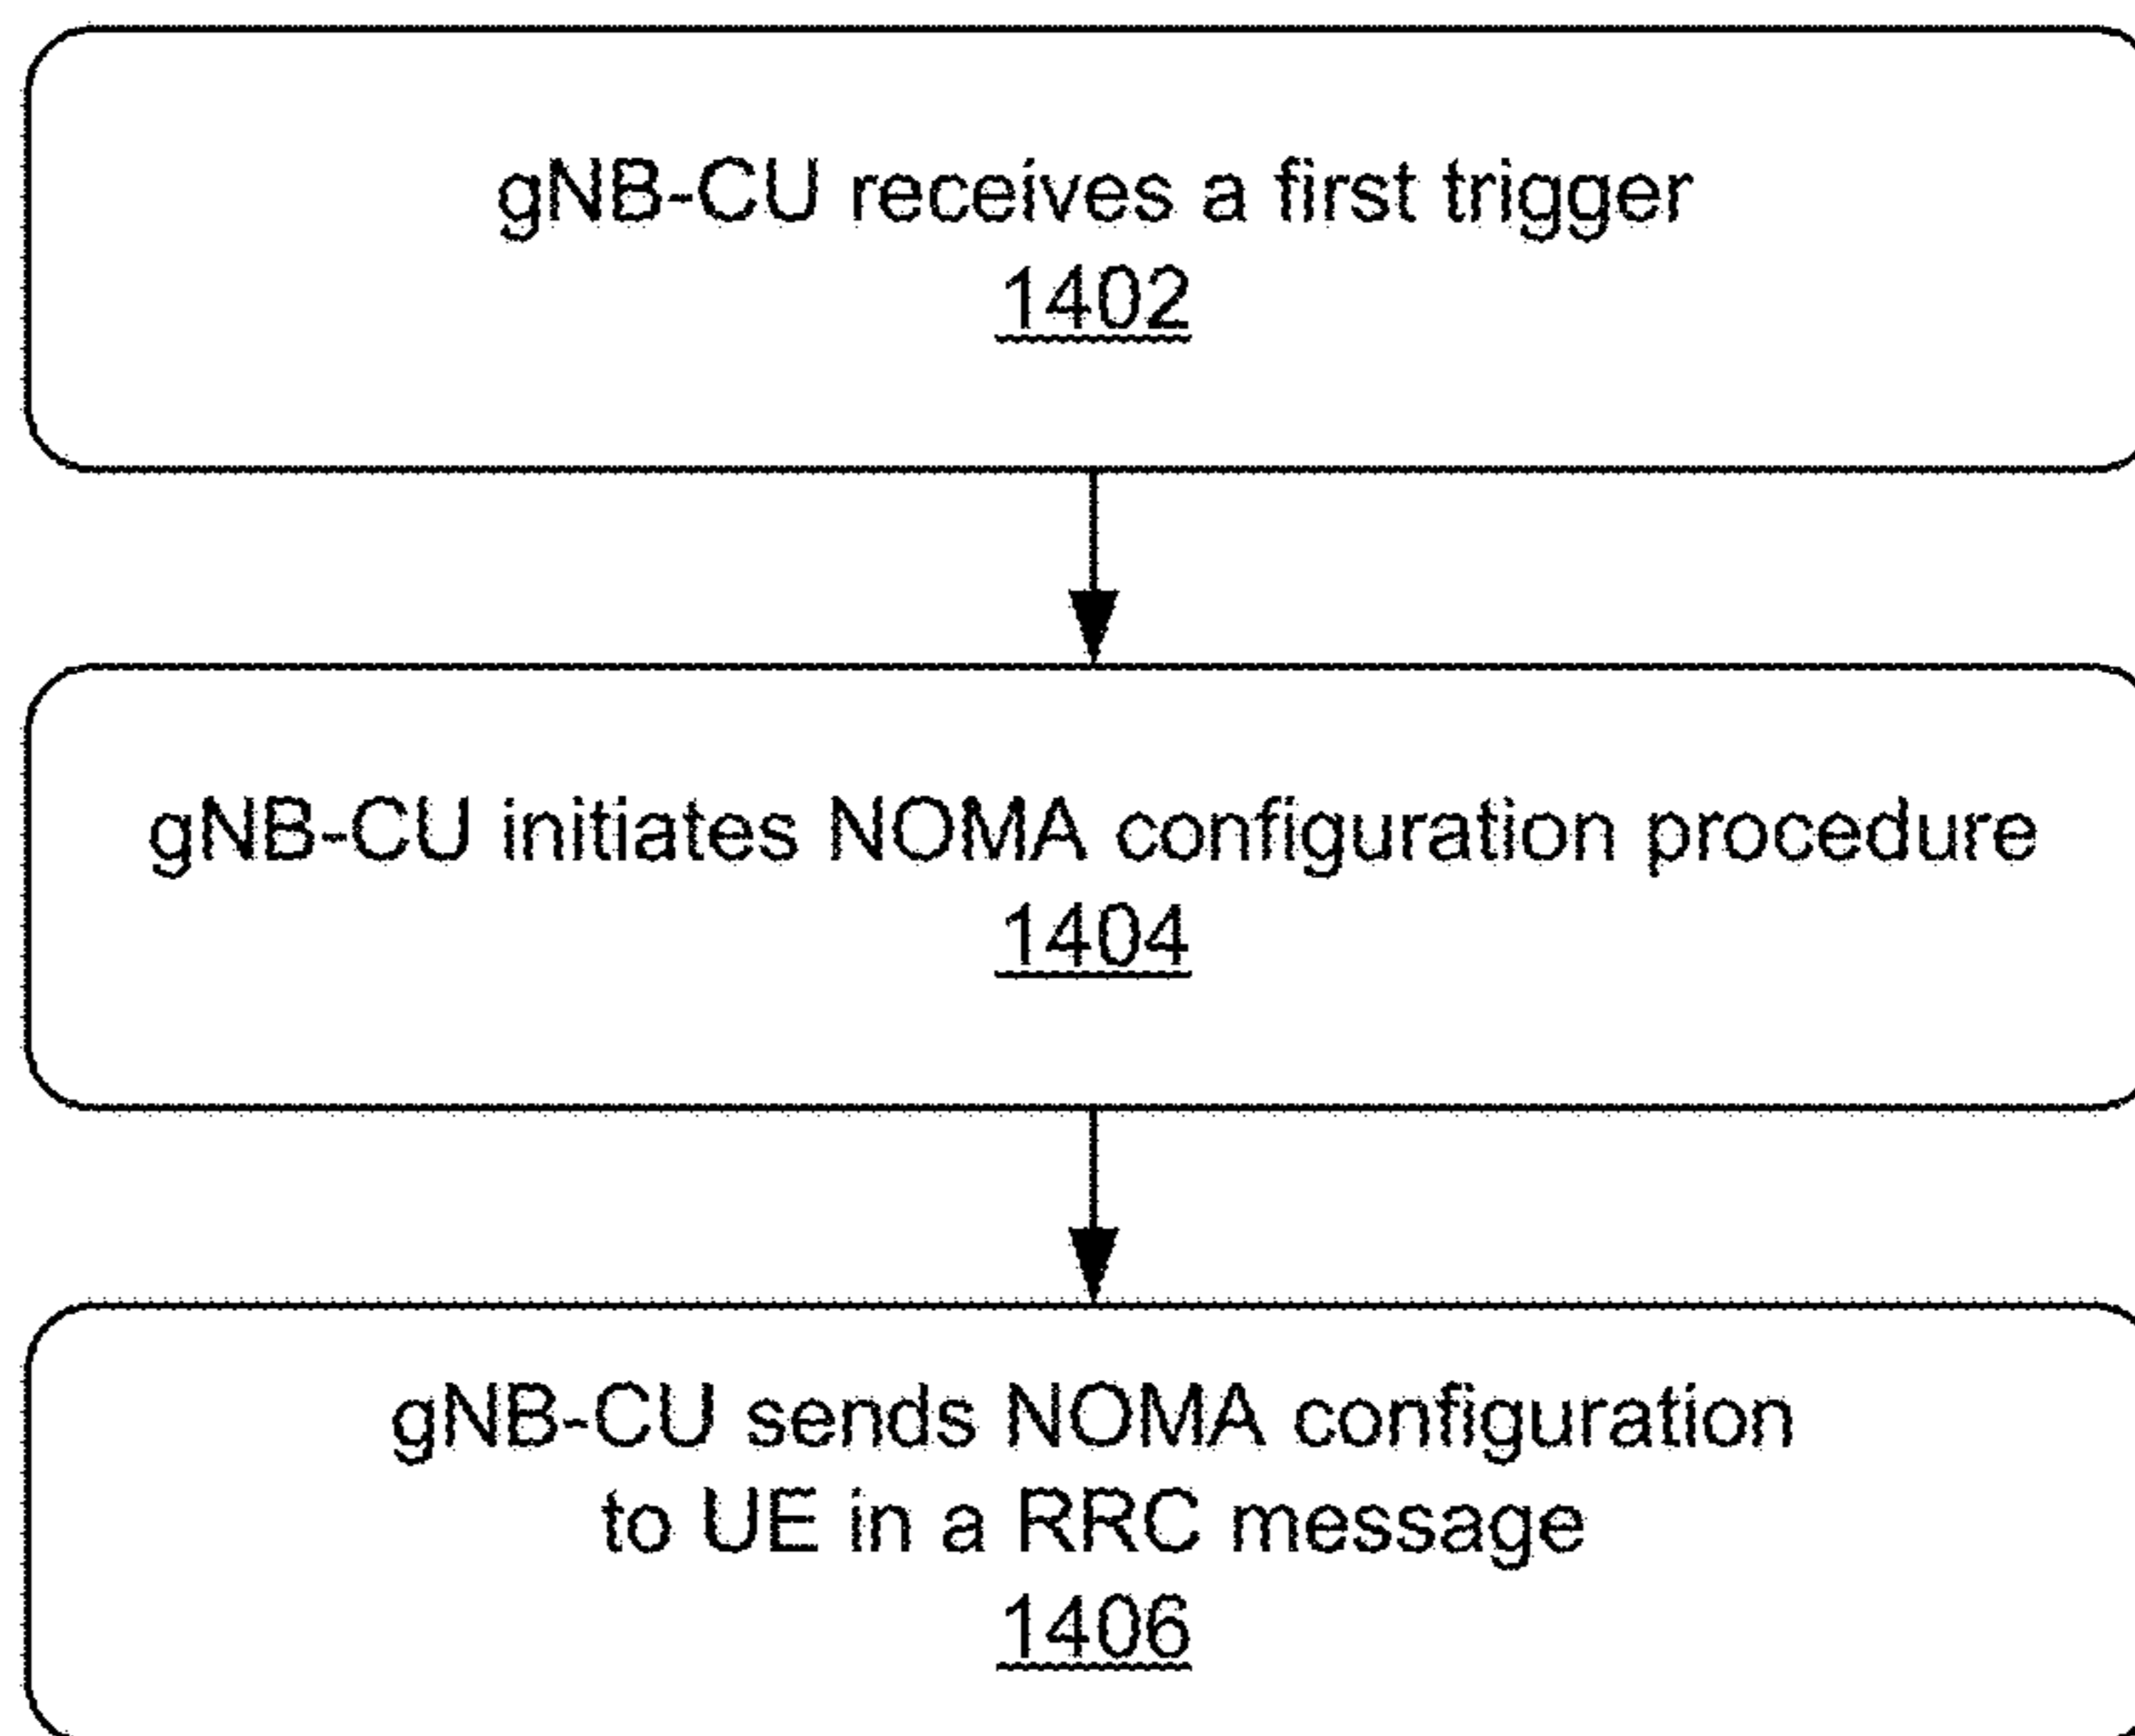 gNB-CU receives a first trigger
1402
gNB-CU initiates NOMA configuration procedure
1404
gNB-CU sends NOMA configuration
to UE in a RRC message
1406